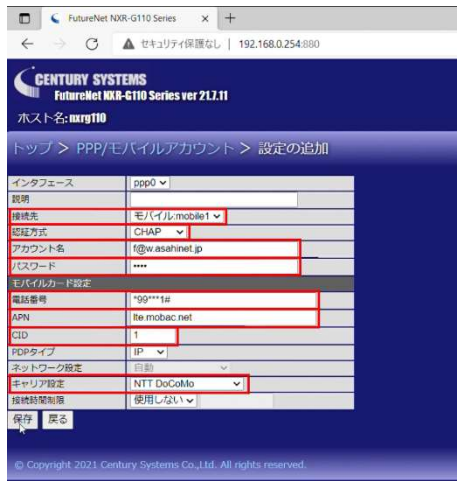 FutureNet NXR-G110 Series
セキュリティ保護なし | 192.168.0.254:880
CENTURY SYSTEMS
FutureNet NXR-G110 Series ver 21.7.11
ホスト名:nxrg110
トップ > PPP/モバイルアカウント > 設定の追加
インタフェース ppp0
説明
接続先 モバイル:mobile1
認証方式 CHAP
アカウント名 f@w.asahinet.jp
パスワード ••••
モバイルカード設定
電話番号 *99***1#
APN lte.mobac.net
CID 1
PDPタイプ IP
ネットワーク設定 自動
キャリア設定 NTT DoCoMo
接続時間制限 使用しない
保存 戻る
© Copyright 2021 Century Systems Co.,Ltd. All rights reserved.